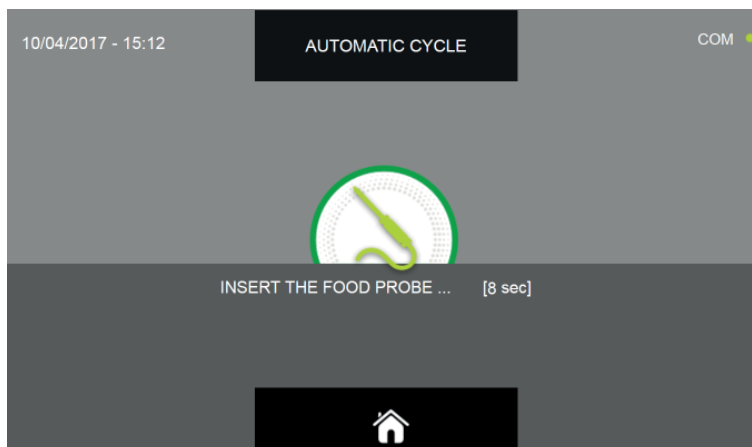 10/04/2017 - 15:12
AUTOMATIC CYCLE
COM
INSERT THE FOOD PROBE ... [8 sec]